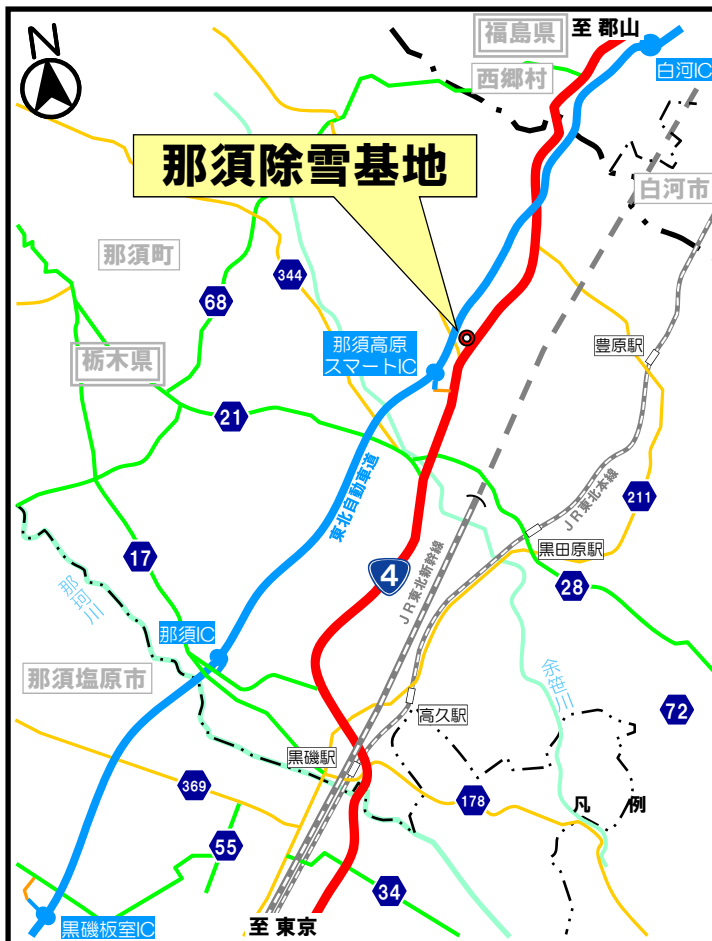 N
福島県
至 郡山
西郷村
白河IC
那須除雪基地
白河市
那須町
344
68
栃木県
那須高原
スマートIC
豊原駅
21
東北自動車道
JR東北本線
211
17
4
JR東北新幹線
黒田原駅
28
那珂川
那須IC
余笹川
那須塩原市
72
高久駅
黒磯駅
369
178
凡 例
55
34
黒磯板室IC
至 東京